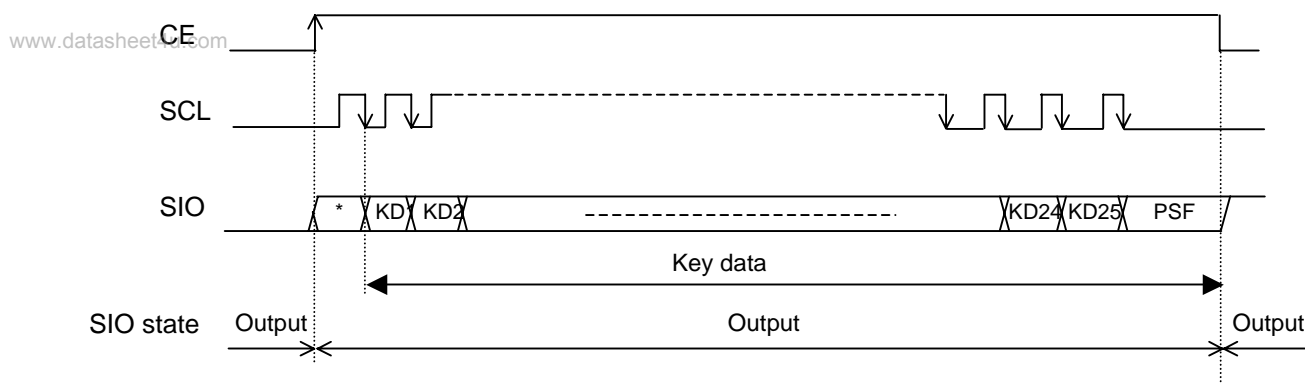 CE
www.datasheet4u.com
SCL
SIO
* KD1 KD2 KD24 KD25 PSF
Key data
SIO state Output Output Output